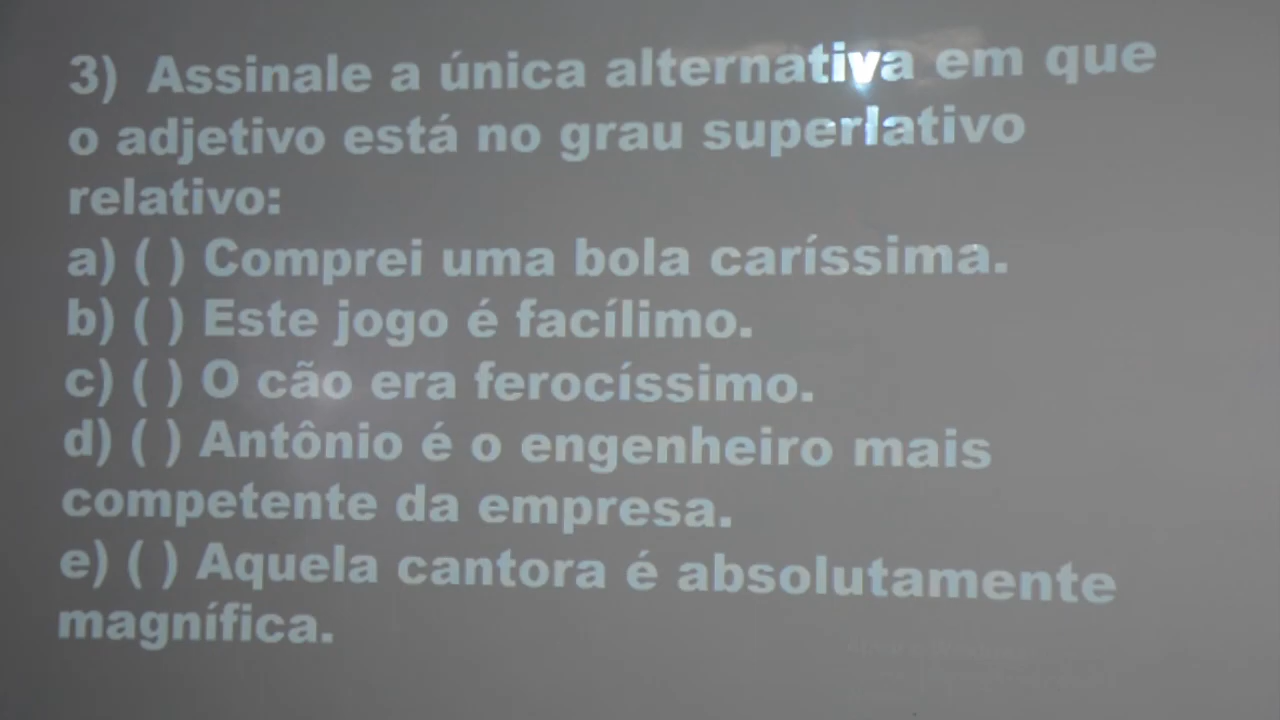 3) Assinale a única alternativa em que
o adjetivo está no grau superlativo
relativo:
a) ( ) Comprei uma bola caríssima.
b) ( ) Este jogo é facílimo.
c) ( ) O cão era ferocíssimo.
d) ( ) Antônio é o engenheiro mais
competente da empresa.
e) ( ) Aquela cantora é absolutamente
magnífica.